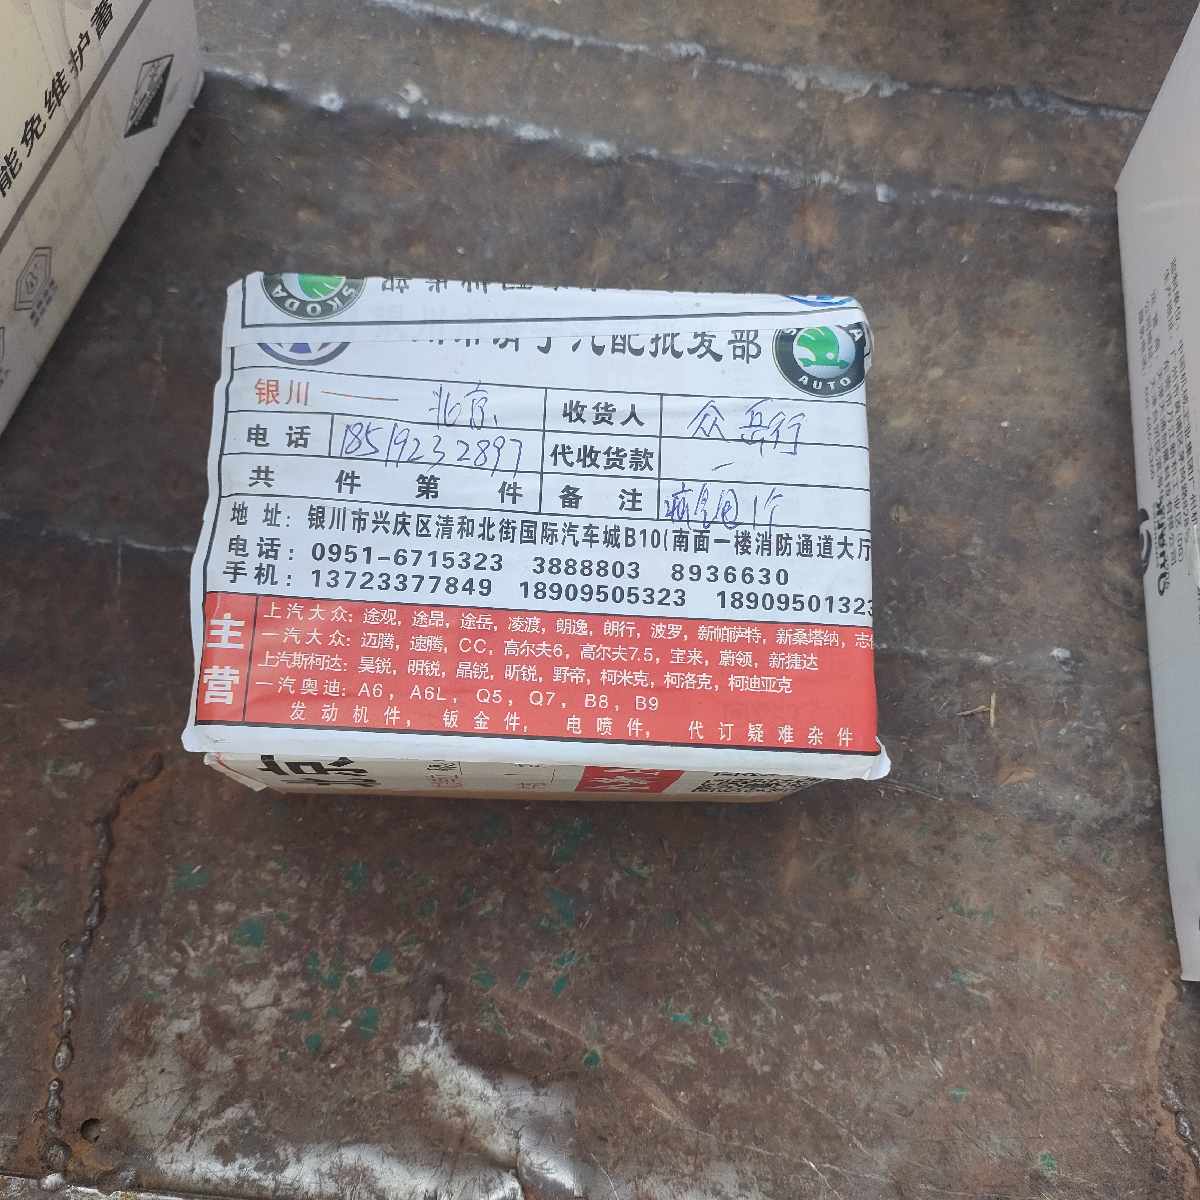 能免维护蓄
SKODA
汽配批发部
AUTO
银川 —— 北京 收货人 众岳行
电话 18519232897 代收货款 —
共 件 第 件 备注 1个
地址：银川市兴庆区清和北街国际汽车城B10(南面一楼消防通道大厅
电话：0951-6715323 3888803 8936630
手机：13723377849 18909505323 18909501323
主营
上汽大众：途观，途昂，途岳，凌渡，朗逸，朗行，波罗，新帕萨特，新桑塔纳，志俊
一汽大众：迈腾，速腾，CC，高尔夫6，高尔夫7.5，宝来，蔚领，新捷达
上汽斯柯达：昊锐，明锐，晶锐，昕锐，野帝，柯米克，柯洛克，柯迪亚克
一汽奥迪：A6，A6L，Q5，Q7，B8，B9
发动机件，钣金件，电喷件，代订疑难杂件
Quark